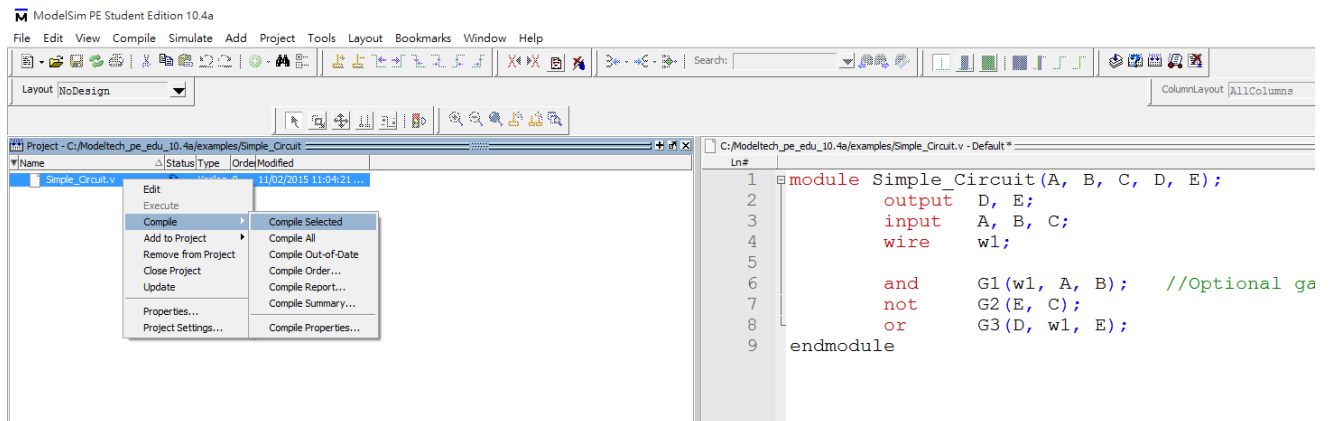 ModelSim PE Student Edition 10.4a
File Edit View Compile Simulate Add Project Tools Layout Bookmarks Window Help
Search:
Layout NoDesign
ColumnLayout AllColumns
Project - C:/Modeltech_pe_edu_10.4a/examples/Simple_Circuit
Name Status Type Order Modified
Simple_Circuit.v 11/02/2015 11:04:21 ...
Edit
Execute
Compile
Add to Project
Remove from Project
Close Project
Update
Properties...
Project Settings...
Compile Selected
Compile All
Compile Out-of-Date
Compile Order...
Compile Report...
Compile Summary...
Compile Properties...
C:/Modeltech_pe_edu_10.4a/examples/Simple_Circuit.v - Default *
Ln#
1 module Simple_Circuit(A, B, C, D, E);
2 output D, E;
3 input A, B, C;
4 wire w1;
5
6 and G1(w1, A, B); //Optional ga
7 not G2(E, C);
8 or G3(D, w1, E);
9 endmodule